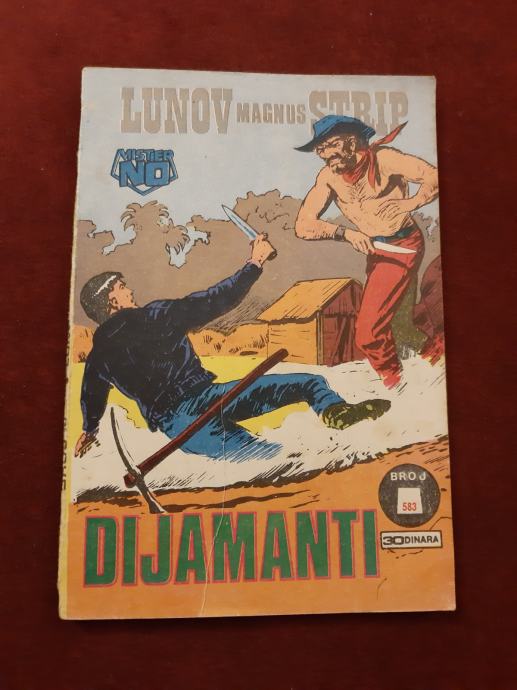 LUNOV MAGNUS STRIP
MISTER
NO
DIJAMANTI
BROJ
583
30 DINARA